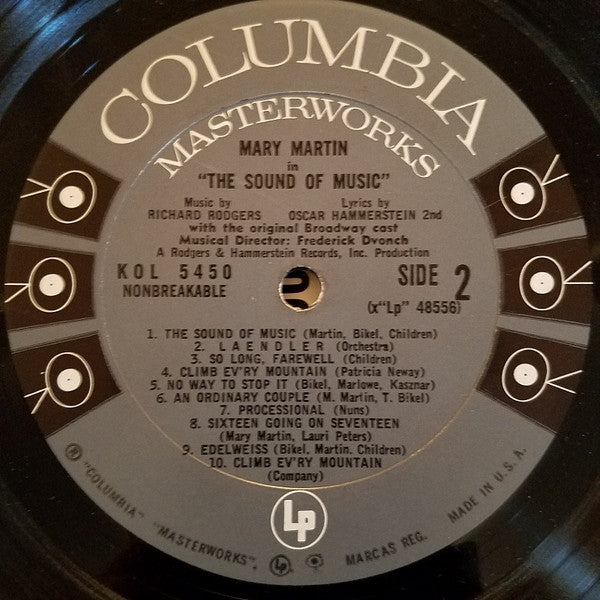 COLUMBIA
MASTERWORKS
MARY MARTIN
in
"THE SOUND OF MUSIC"
Music by Lyrics by
RICHARD RODGERS OSCAR HAMMERSTEIN 2nd
with the original Broadway cast
Musical Director: Frederick Dvonch
A Rodgers & Hammerstein Records, Inc. Production
KOL 5450 SIDE 2
NONBREAKABLE (x"Lp" 48556)
1. THE SOUND OF MUSIC (Martin, Bikel, Children)
2. LAENDLER (Orchestra)
3. SO LONG, FAREWELL (Children)
4. CLIMB EV'RY MOUNTAIN (Patricia Neway)
5. NO WAY TO STOP IT (Bikel, Marlowe, Kasznar)
6. AN ORDINARY COUPLE (M. Martin, T. Bikel)
7. PROCESSIONAL (Nuns)
8. SIXTEEN GOING ON SEVENTEEN
(Mary Martin, Lauri Peters)
9. EDELWEISS (Bikel, Martin, Children)
10. CLIMB EV'RY MOUNTAIN
(Company)
Lp
® "COLUMBIA" "MASTERWORKS", Lp MARCAS REG. MADE IN U.S.A.